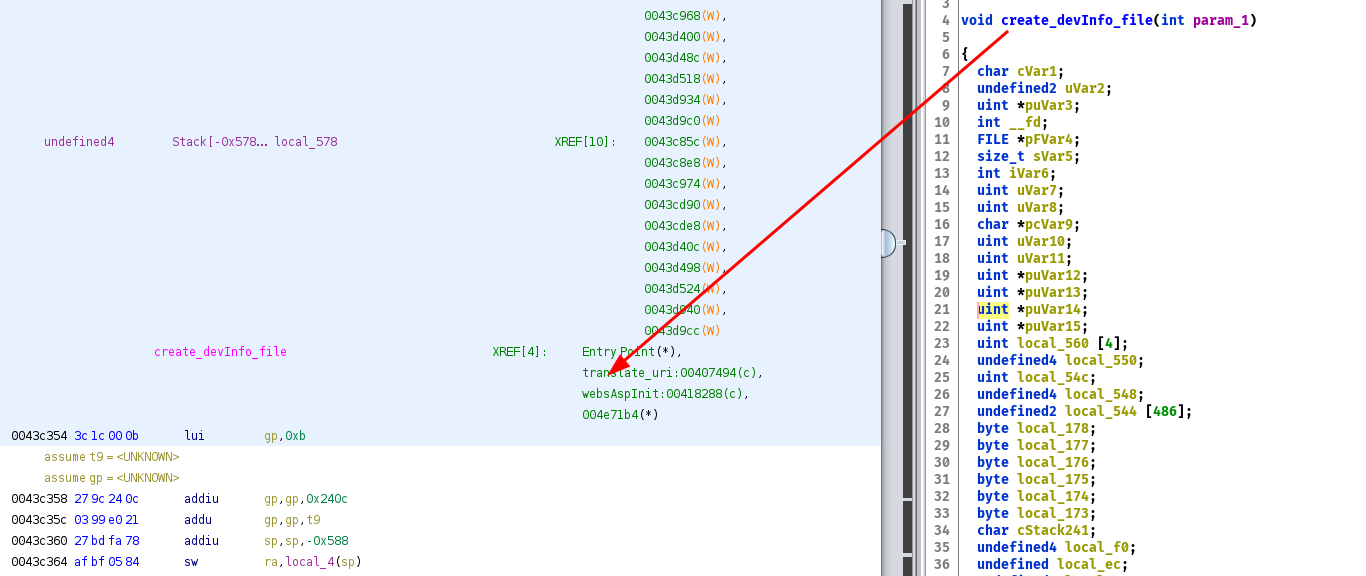 0043c968(W),
0043d400(W),
0043d48c(W),
0043d518(W),
0043d934(W),
0043d9c0(W)
undefined4 Stack[-0x578... local_578 XREF[10]: 0043c85c(W),
0043c8e8(W),
0043c974(W),
0043cd90(W),
0043cde8(W),
0043d40c(W),
0043d498(W),
0043d524(W),
0043d940(W),
0043d9cc(W)
create_devInfo_file XREF[4]: Entry Point(*),
translate_uri:00407494(c),
websAspInit:00418288(c),
004e71b4(*)
0043c354 3c 1c 00 0b lui gp,0xb
assume t9 = <UNKNOWN>
assume gp = <UNKNOWN>
0043c358 27 9c 24 0c addiu gp,gp,0x240c
0043c35c 03 99 e0 21 addu gp,gp,t9
0043c360 27 bd fa 78 addiu sp,sp,-0x588
0043c364 af bf 05 84 sw ra,local_4(sp)
3
4 void create_devInfo_file(int param_1)
5
6 {
7 char cVar1;
8 undefined2 uVar2;
9 uint *puVar3;
10 int __fd;
11 FILE *pFVar4;
12 size_t sVar5;
13 int iVar6;
14 uint uVar7;
15 uint uVar8;
16 char *pcVar9;
17 uint uVar10;
18 uint uVar11;
19 uint *puVar12;
20 uint *puVar13;
21 uint *puVar14;
22 uint *puVar15;
23 uint local_560 [4];
24 undefined4 local_550;
25 uint local_54c;
26 undefined4 local_548;
27 undefined2 local_544 [486];
28 byte local_178;
29 byte local_177;
30 byte local_176;
31 byte local_175;
32 byte local_174;
33 byte local_173;
34 char cStack241;
35 undefined4 local_f0;
36 undefined local_ec;